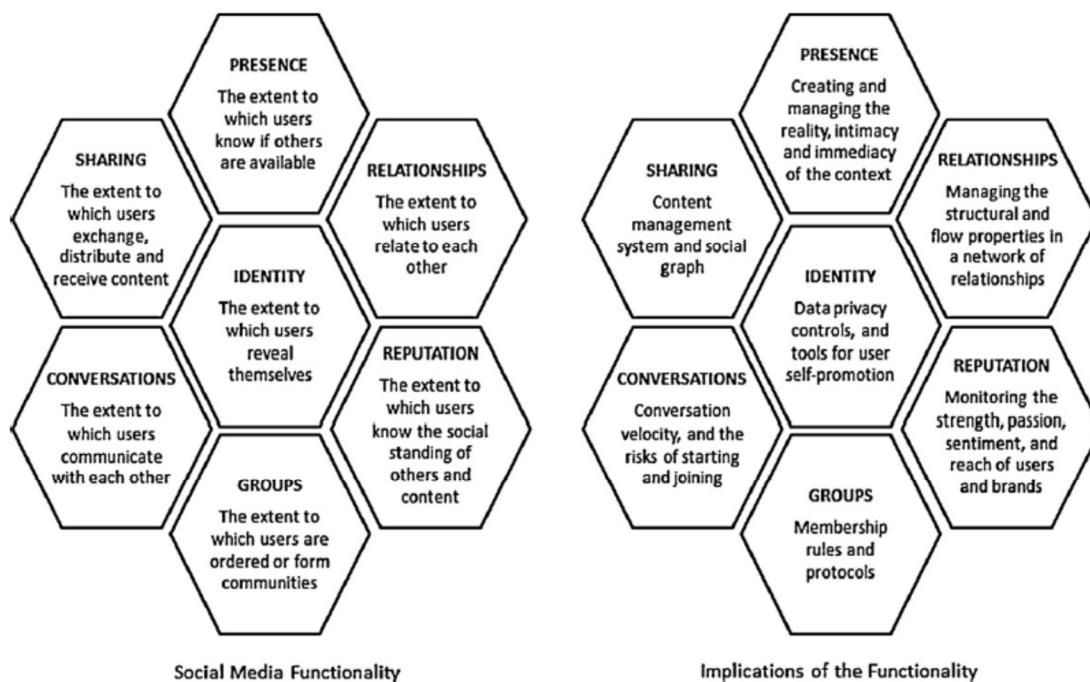 PRESENCE
The extent to
which users
know if others
are available
SHARING
The extent to
which users
exchange,
distribute and
receive content
RELATIONSHIPS
The extent to
which users
relate to each
other
IDENTITY
The extent to
which users
reveal
themselves
CONVERSATIONS
The extent to
which users
communicate
with each other
REPUTATION
The extent to
which users
know the social
standing of
others and
content
GROUPS
The extent to
which users are
ordered or form
communities
Social Media Functionality
PRESENCE
Creating and
managing the
reality, intimacy
and immediacy
of the context
SHARING
Content
management
system and social
graph
RELATIONSHIPS
Managing the
structural and
flow properties in
a network of
relationships
IDENTITY
Data privacy
controls, and
tools for user
self-promotion
CONVERSATIONS
Conversation
velocity, and the
risks of starting
and joining
REPUTATION
Monitoring the
strength, passion,
sentiment, and
reach of users
and brands
GROUPS
Membership
rules and
protocols
Implications of the Functionality